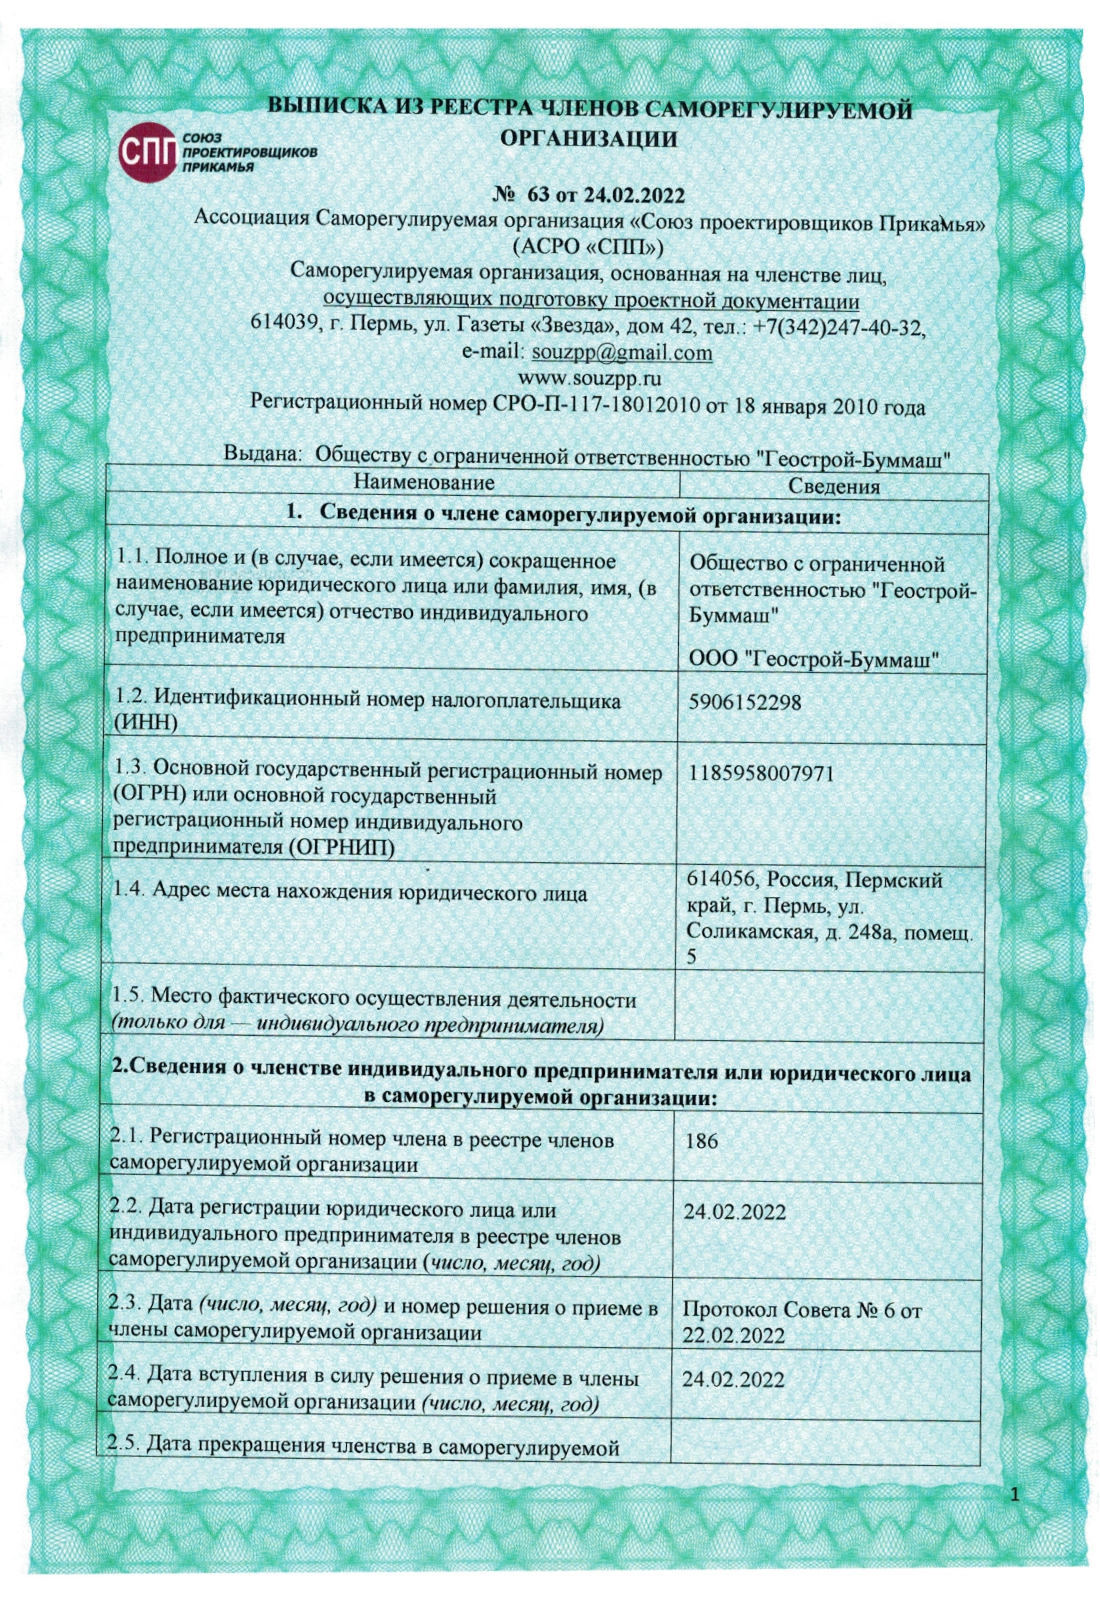 ВЫПИСКА ИЗ РЕЕСТРА ЧЛЕНОВ САМОРЕГУЛИРУЕМОЙ
ОРГАНИЗАЦИИ
СПП
СОЮЗ
ПРОЕКТИРОВЩИКОВ
ПРИКАМЬЯ
№ 63 от 24.02.2022
Ассоциация Саморегулируемая организация «Союз проектировщиков Прикамья»
(АСРО «СПП»)
Саморегулируемая организация, основанная на членстве лиц,
осуществляющих подготовку проектной документации
614039, г. Пермь, ул. Газеты «Звезда», дом 42, тел.: +7(342)247-40-32,
e-mail: souzpp@gmail.com
www.souzpp.ru
Регистрационный номер СРО-П-117-18012010 от 18 января 2010 года
Выдана: Обществу с ограниченной ответственностью "Геострой-Буммаш"
Наименование
Сведения
1. Сведения о члене саморегулируемой организации:
1.1. Полное и (в случае, если имеется) сокращенное
наименование юридического лица или фамилия, имя, (в
случае, если имеется) отчество индивидуального
предпринимателя
Общество с ограниченной
ответственностью "Геострой-
Буммаш"
ООО "Геострой-Буммаш"
1.2. Идентификационный номер налогоплательщика
(ИНН)
5906152298
1.3. Основной государственный регистрационный номер
(ОГРН) или основной государственный
регистрационный номер индивидуального
предпринимателя (ОГРНИП)
1185958007971
1.4. Адрес места нахождения юридического лица
614056, Россия, Пермский
край, г. Пермь, ул.
Соликамская, д. 248а, помещ.
5
1.5. Место фактического осуществления деятельности
(только для — индивидуального предпринимателя)
2.Сведения о членстве индивидуального предпринимателя или юридического лица
в саморегулируемой организации:
2.1. Регистрационный номер члена в реестре членов
саморегулируемой организации
186
2.2. Дата регистрации юридического лица или
индивидуального предпринимателя в реестре членов
саморегулируемой организации (число, месяц, год)
24.02.2022
2.3. Дата (число, месяц, год) и номер решения о приеме в
члены саморегулируемой организации
Протокол Совета № 6 от
22.02.2022
2.4. Дата вступления в силу решения о приеме в члены
саморегулируемой организации (число, месяц, год)
24.02.2022
2.5. Дата прекращения членства в саморегулируемой
1